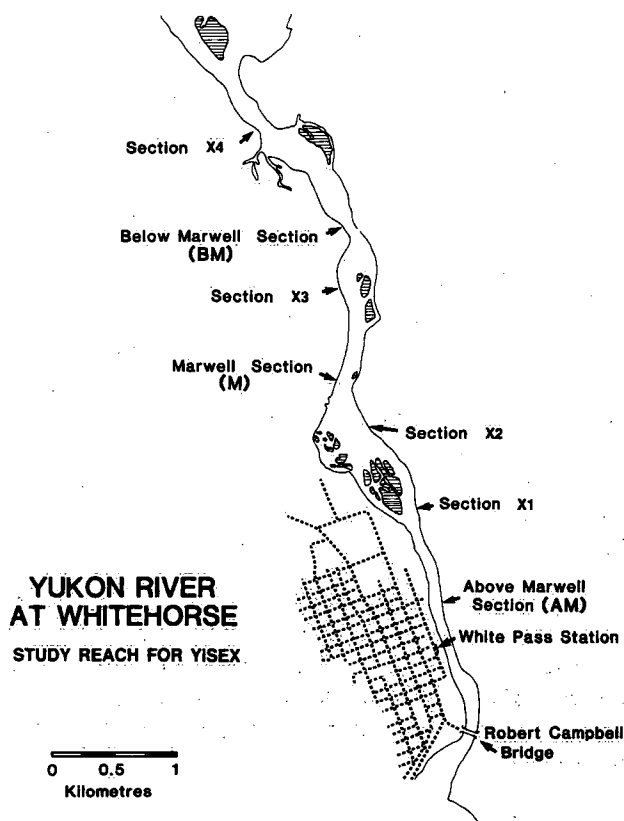 Section X4
Below Marwell Section
(BM)
Section X3
Marwell Section
(M)
Section X2
Section X1
YUKON RIVER
AT WHITEHORSE
STUDY REACH FOR YISEX
Above Marwell
Section (AM)
White Pass Station
Robert Campbell
Bridge
0 0.5 1
Kilometres